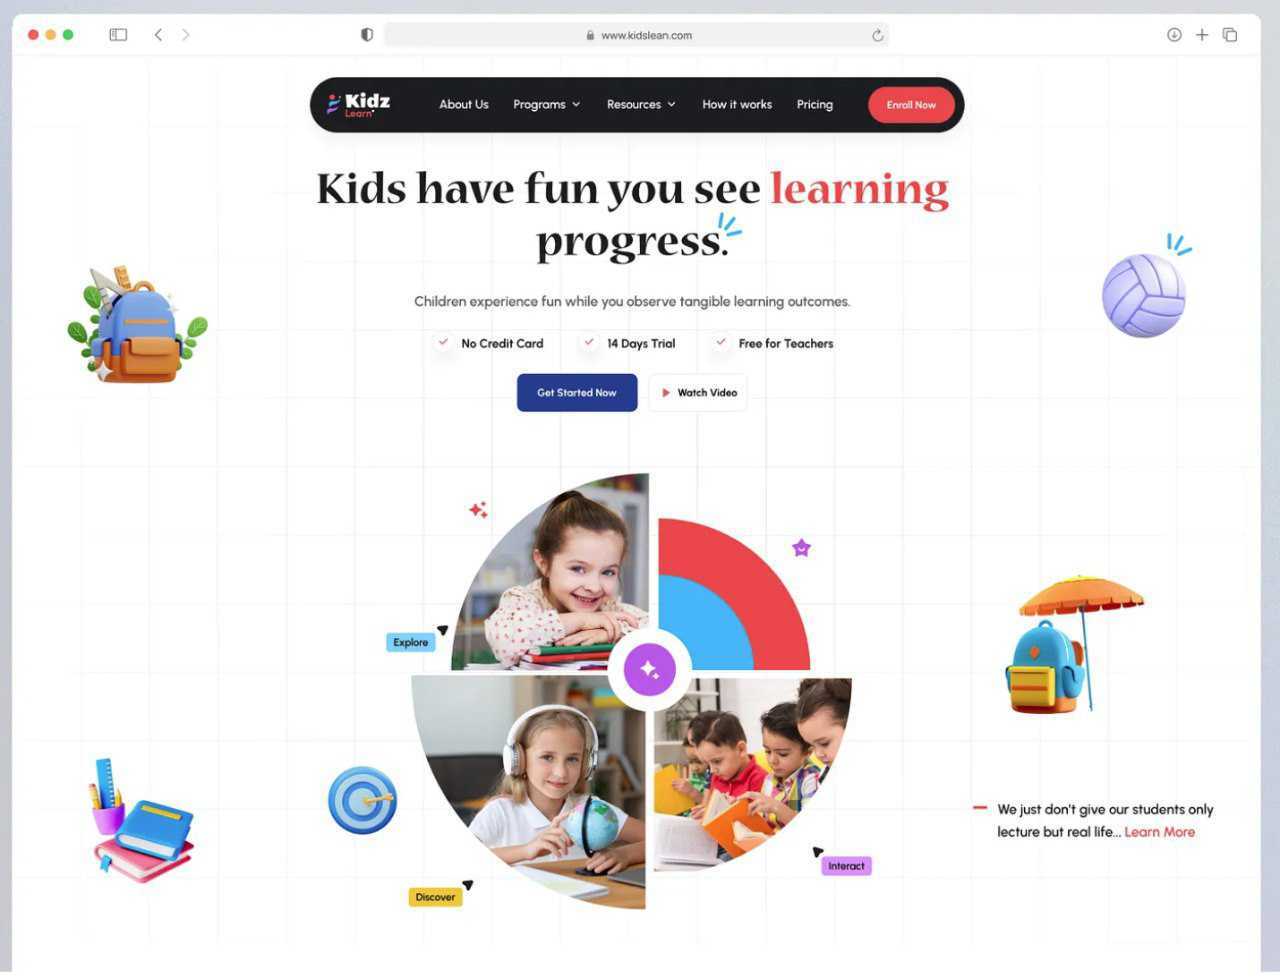 www.kidslean.com
Kidz
Learn
About Us
Programs
Resources
How it works
Pricing
Enroll Now
Kids have fun you see learning
progress.
Children experience fun while you observe tangible learning outcomes.
No Credit Card
14 Days Trial
Free for Teachers
Get Started Now
Watch Video
Explore
Discover
Interact
We just don't give our students only
lecture but real life... Learn More